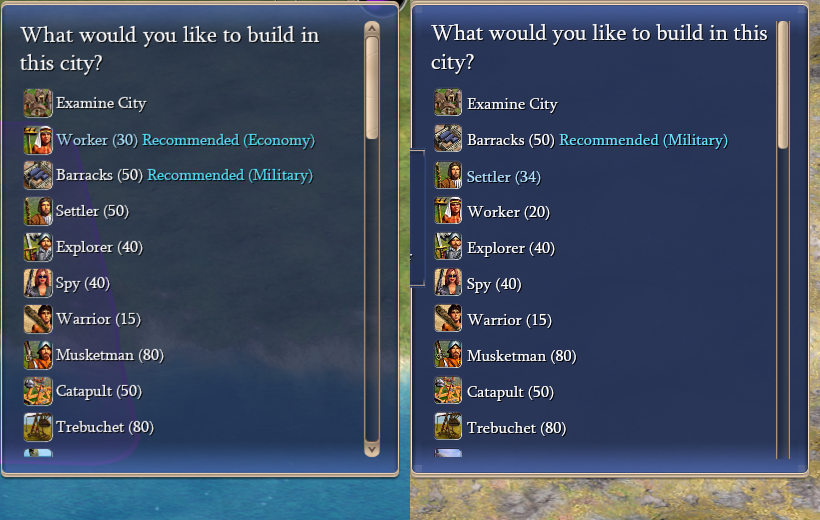 What would you like to build in
this city?
Examine City
Worker (30) Recommended (Economy)
Barracks (50) Recommended (Military)
Settler (50)
Explorer (40)
Spy (40)
Warrior (15)
Musketman (80)
Catapult (50)
Trebuchet (80)
What would you like to build in this
city?
Examine City
Barracks (50) Recommended (Military)
Settler (34)
Worker (20)
Explorer (40)
Spy (40)
Warrior (15)
Musketman (80)
Catapult (50)
Trebuchet (80)